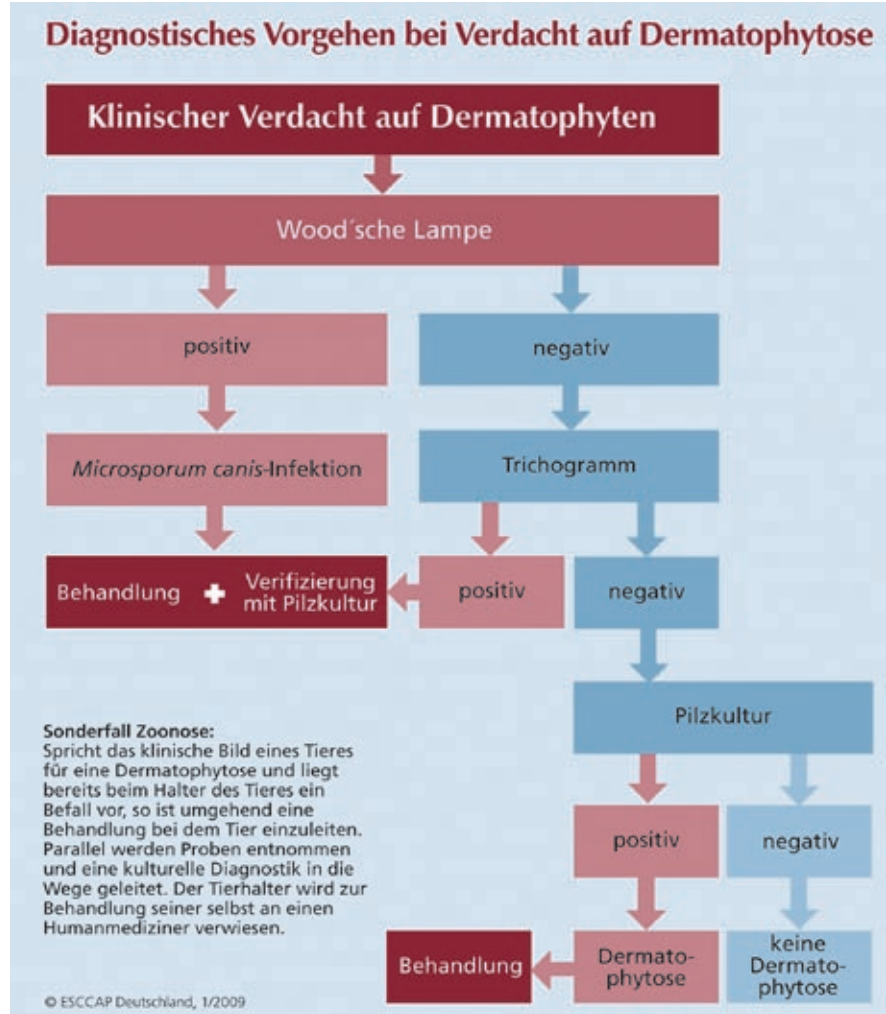 Diagnostisches Vorgehen bei Verdacht auf Dermatophytose
Klinischer Verdacht auf Dermatophyten
Wood´sche Lampe
positiv
negativ
Microsporum canis-Infektion
Trichogramm
Behandlung + Verifizierung
mit Pilzkultur
positiv
negativ
Pilzkultur
Sonderfall Zoonose:
Spricht das klinische Bild eines Tieres
für eine Dermatophytose und liegt
bereits beim Halter des Tieres ein
Befall vor, so ist umgehend eine
Behandlung bei dem Tier einzuleiten.
Parallel werden Proben entnommen
und eine kulturelle Diagnostik in die
Wege geleitet. Der Tierhalter wird zur
Behandlung seiner selbst an einen
Humanmediziner verwiesen.
positiv
negativ
Behandlung
Dermato-
phytose
keine
Dermato-
phytose
© ESCCAP Deutschland, 1/2009